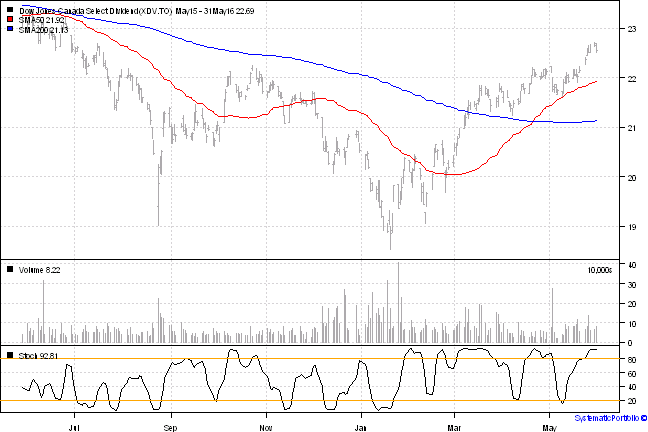 Dow Jones Canada Select Dividend(XDV.TO) May15 - 31May16 22.69
SMA50 21.92
SMA200 21.13
23
22
21
20
19
Volume 8.22
10,000s
40
30
20
10
0
Stoch 92.81
80
60
40
20
Jul Sep Nov Jan Mar May
SystematicPortfolio ©